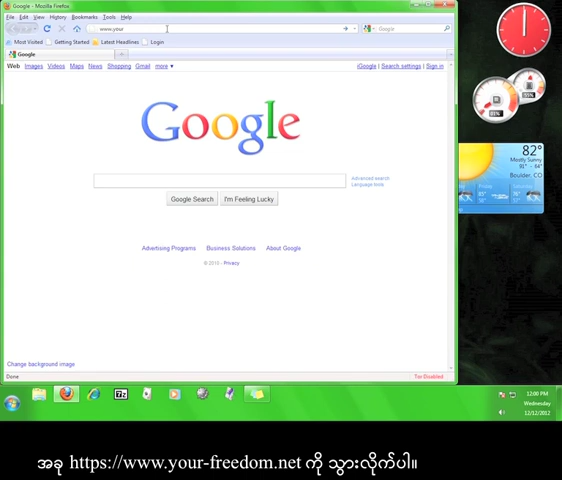 Google - Mozilla Firefox
File Edit View History Bookmarks Tools Help
www.your
Google
Most Visited Getting Started Latest Headlines Login
Google
Web Images Videos Maps News Shopping Gmail more ▼
iGoogle | Search settings | Sign in
Google
Advanced search
Language tools
Google Search I'm Feeling Lucky
Advertising Programs Business Solutions About Google
© 2010 - Privacy
Change background image
Done
Tor Disabled
82°
Mostly Sunny
91° - 64°
Boulder, CO
Friday Saturday
12:00 PM
Wednesday
12/12/2012
အခု https://www.your-freedom.net ကို သွားလိုက်ပါ။